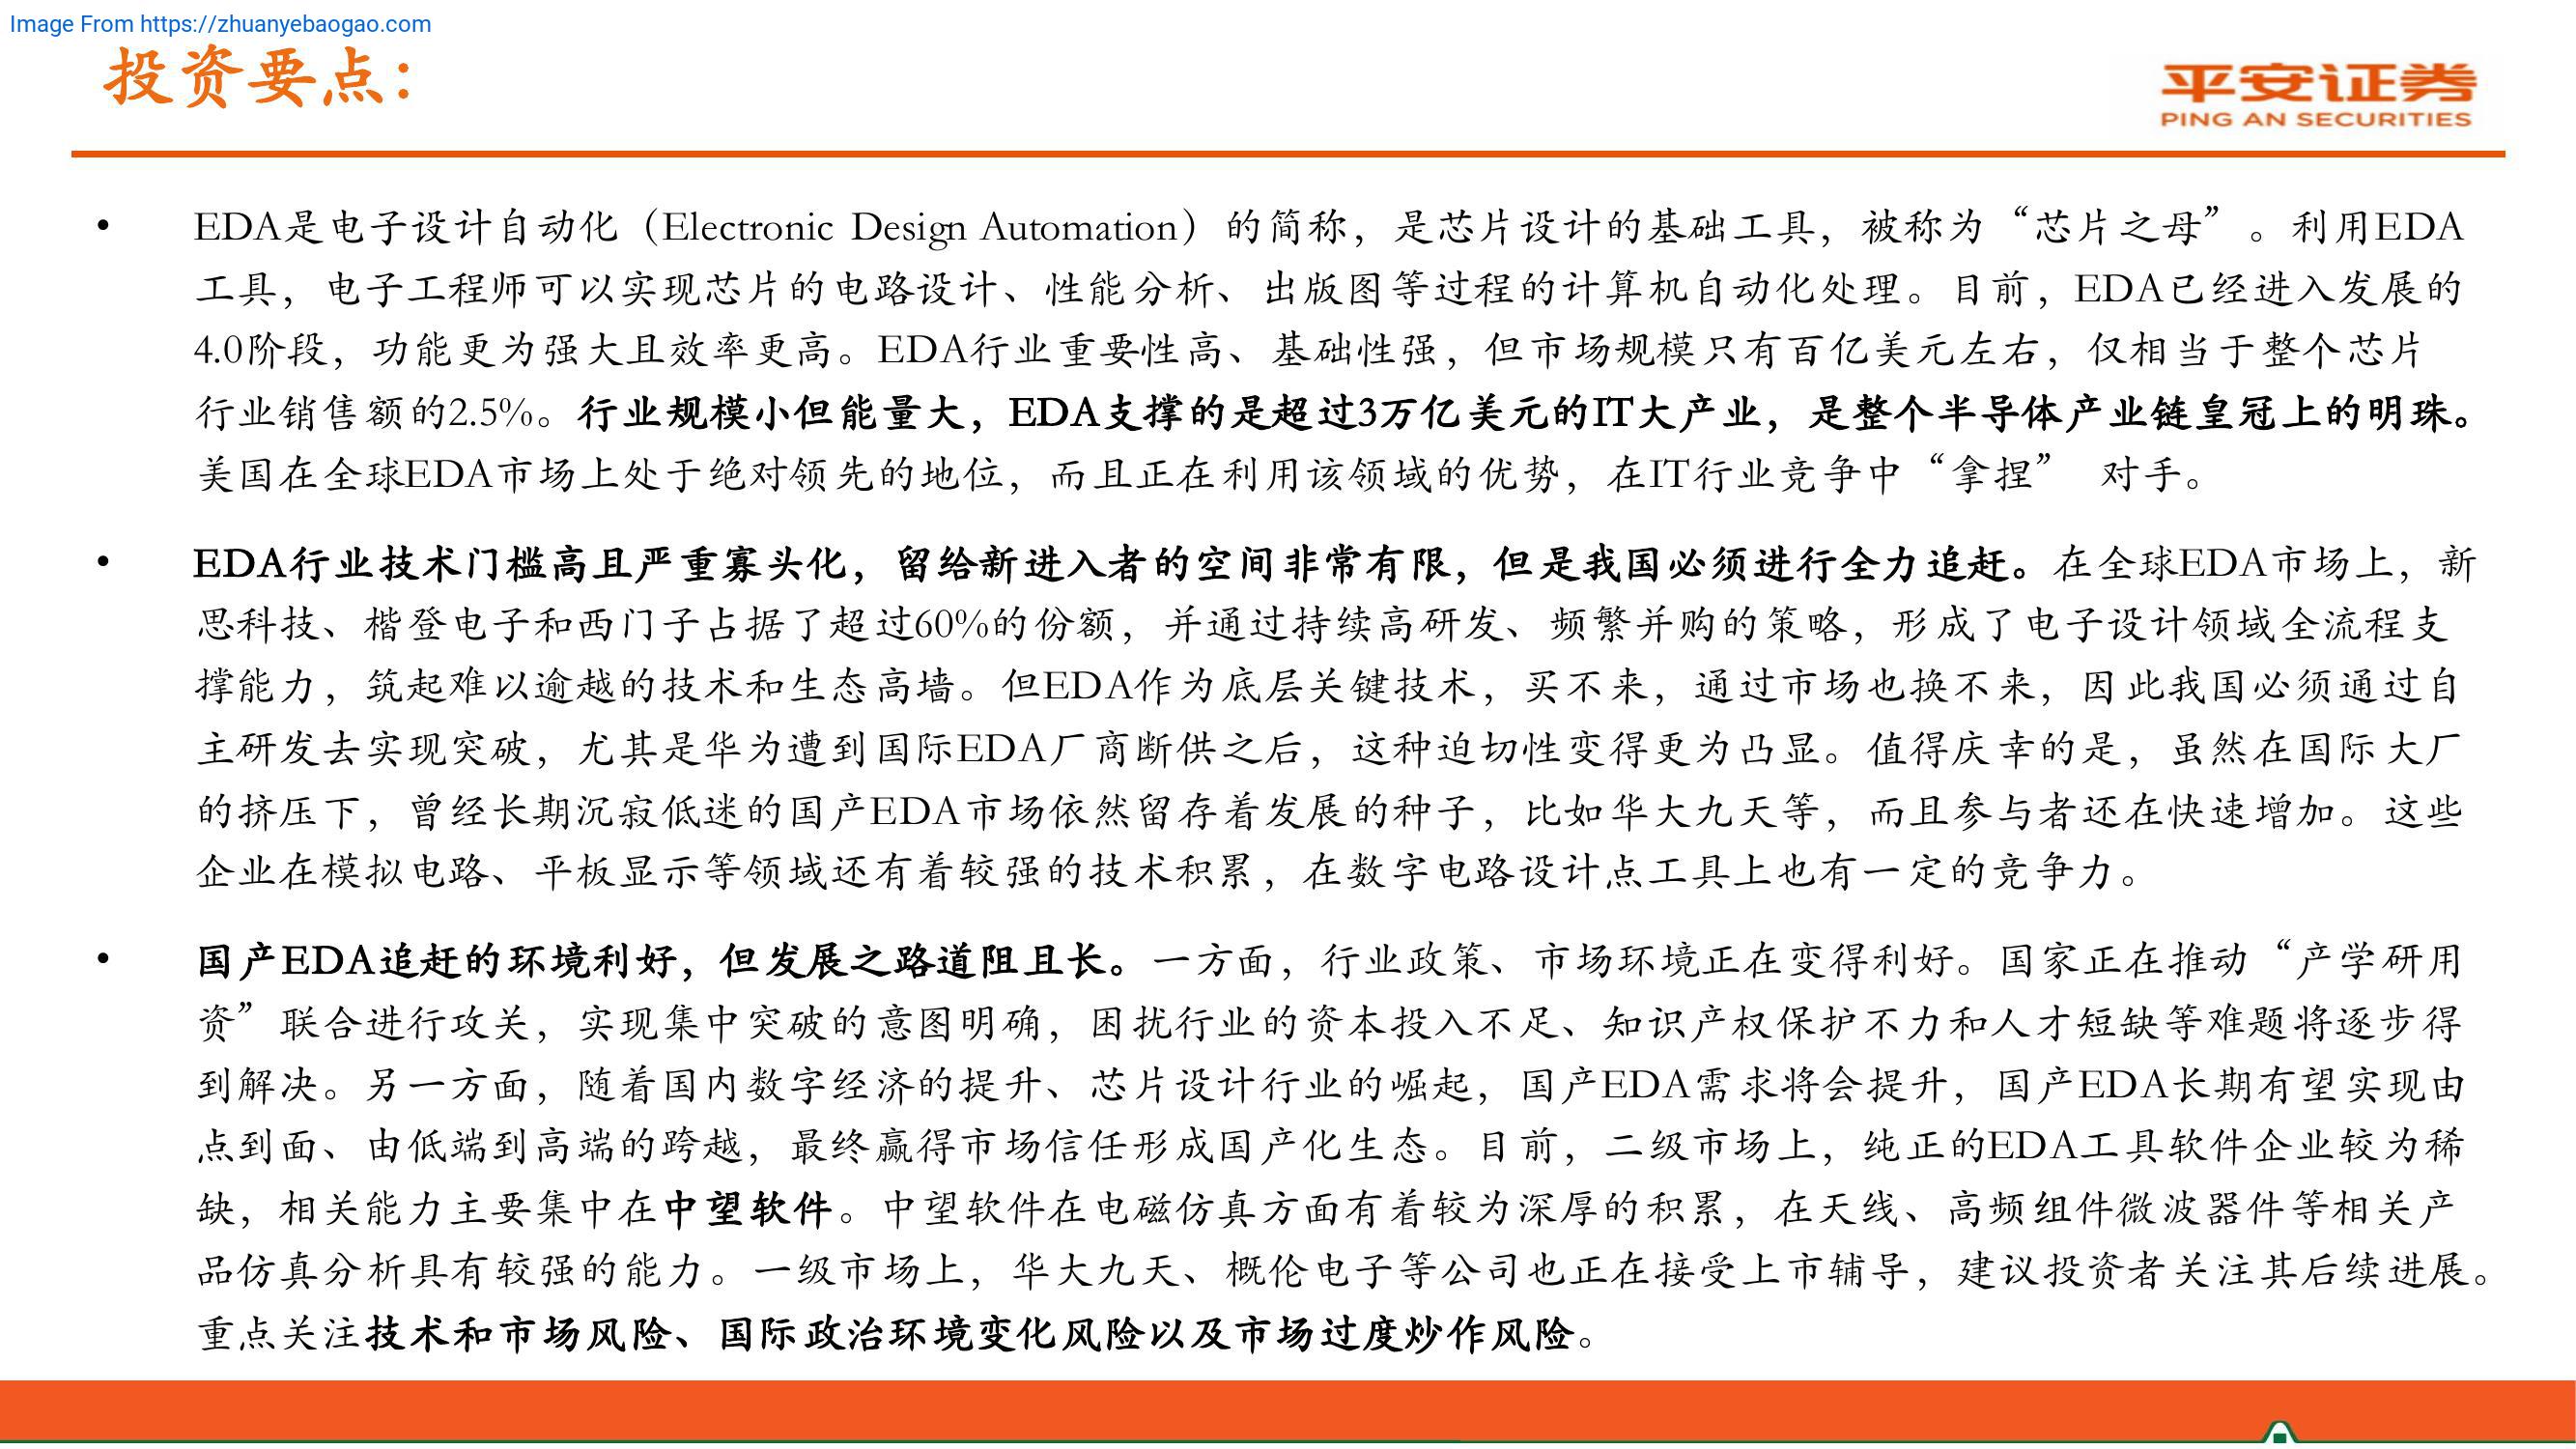 Image From https://zhuanyebaogao.com
投资要点：
平安证券
PING AN SECURITIES
• EDA是电子设计自动化（Electronic Design Automation）的简称，是芯片设计的基础工具，被称为“芯片之母”。利用EDA
工具，电子工程师可以实现芯片的电路设计、性能分析、出版图等过程的计算机自动化处理。目前，EDA已经进入发展的
4.0阶段，功能更为强大且效率更高。EDA行业重要性高、基础性强，但市场规模只有百亿美元左右，仅相当于整个芯片
行业销售额的2.5%。行业规模小但能量大，EDA支撑的是超过3万亿美元的IT大产业，是整个半导体产业链皇冠上的明珠。
美国在全球EDA市场上处于绝对领先的地位，而且正在利用该领域的优势，在IT行业竞争中“拿捏” 对手。
• EDA行业技术门槛高且严重寡头化，留给新进入者的空间非常有限，但是我国必须进行全力追赶。在全球EDA市场上，新
思科技、楷登电子和西门子占据了超过60%的份额，并通过持续高研发、频繁并购的策略，形成了电子设计领域全流程支
撑能力，筑起难以逾越的技术和生态高墙。但EDA作为底层关键技术，买不来，通过市场也换不来，因此我国必须通过自
主研发去实现突破，尤其是华为遭到国际EDA厂商断供之后，这种迫切性变得更为凸显。值得庆幸的是，虽然在国际大厂
的挤压下，曾经长期沉寂低迷的国产EDA市场依然留存着发展的种子，比如华大九天等，而且参与者还在快速增加。这些
企业在模拟电路、平板显示等领域还有着较强的技术积累，在数字电路设计点工具上也有一定的竞争力。
• 国产EDA追赶的环境利好，但发展之路道阻且长。一方面，行业政策、市场环境正在变得利好。国家正在推动“产学研用
资”联合进行攻关，实现集中突破的意图明确，困扰行业的资本投入不足、知识产权保护不力和人才短缺等难题将逐步得
到解决。另一方面，随着国内数字经济的提升、芯片设计行业的崛起，国产EDA需求将会提升，国产EDA长期有望实现由
点到面、由低端到高端的跨越，最终赢得市场信任形成国产化生态。目前，二级市场上，纯正的EDA工具软件企业较为稀
缺，相关能力主要集中在中望软件。中望软件在电磁仿真方面有着较为深厚的积累，在天线、高频组件微波器件等相关产
品仿真分析具有较强的能力。一级市场上，华大九天、概伦电子等公司也正在接受上市辅导，建议投资者关注其后续进展。
重点关注技术和市场风险、国际政治环境变化风险以及市场过度炒作风险。